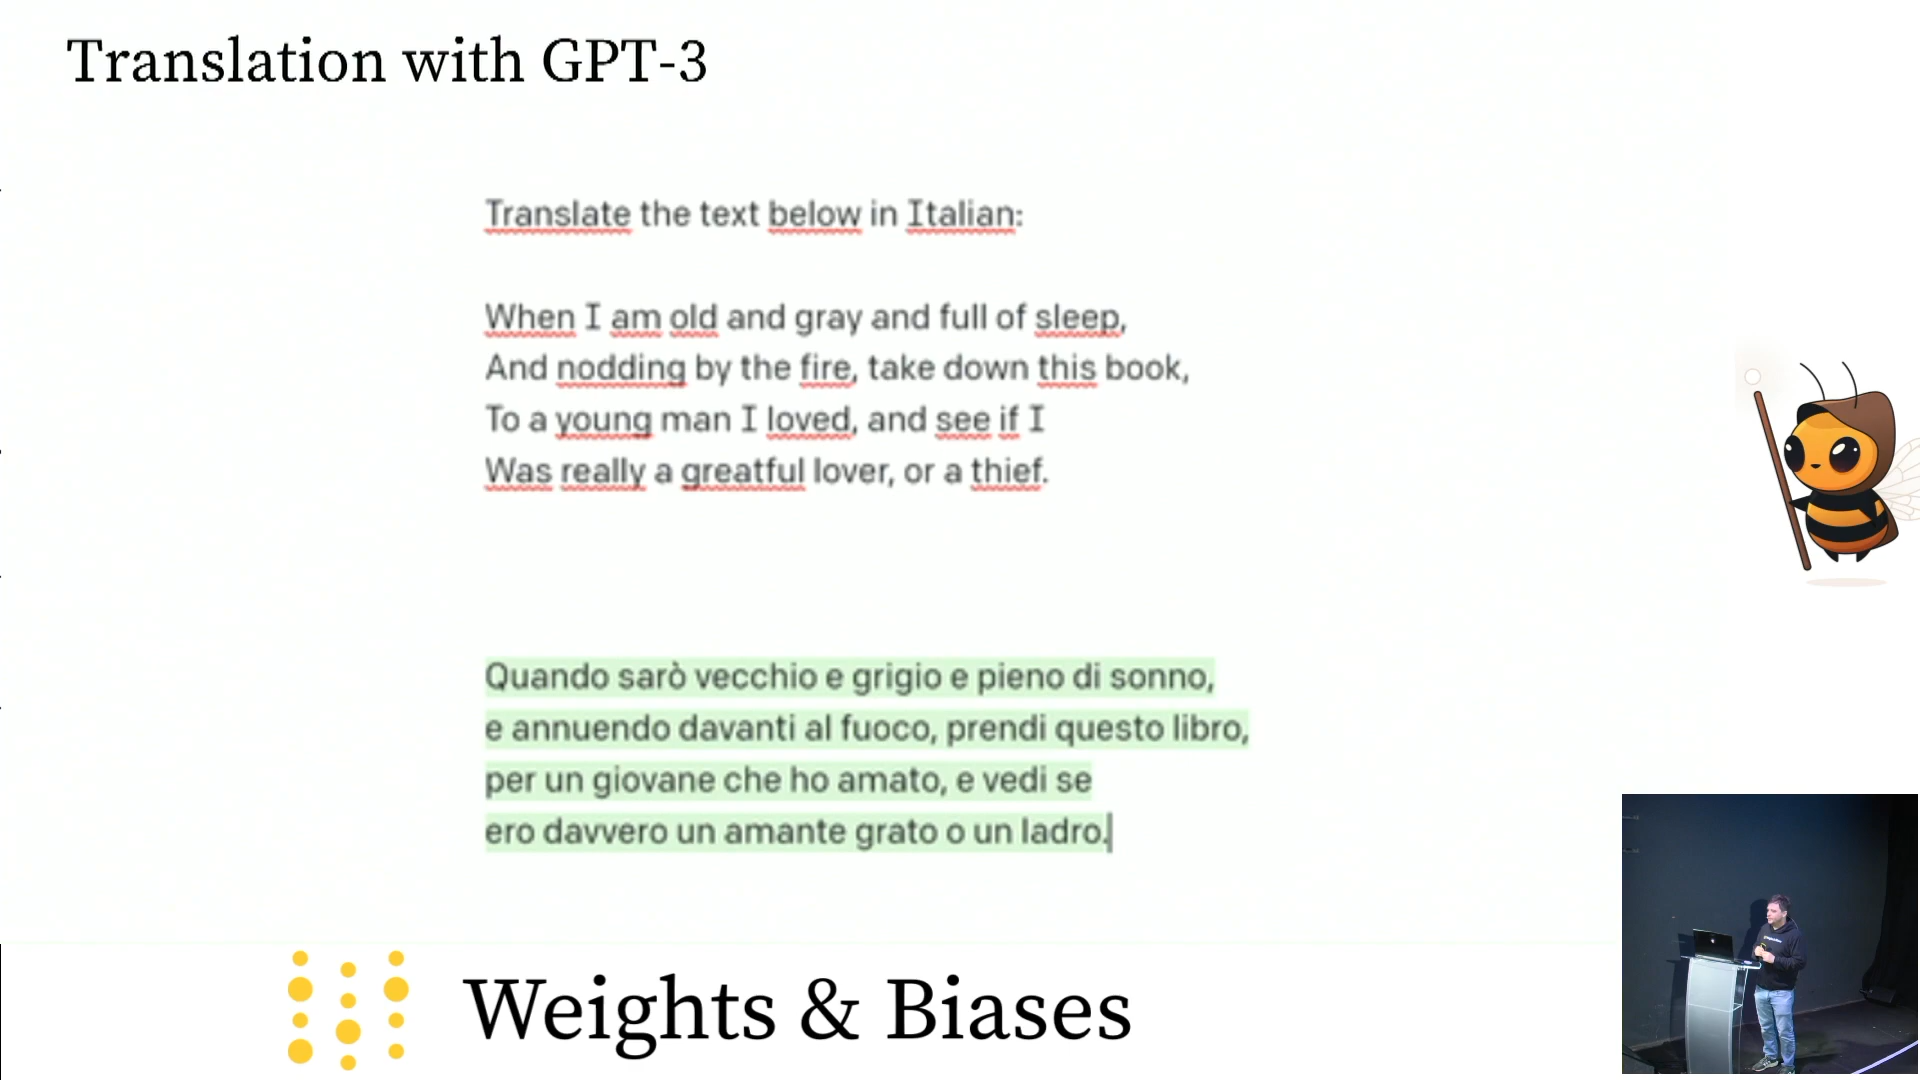 Translation with GPT-3
Translate the text below in Italian:
When I am old and gray and full of sleep,
And nodding by the fire, take down this book,
To a young man I loved, and see if I
Was really a greatful lover, or a thief.
Quando sarò vecchio e grigio e pieno di sonno,
e annuendo davanti al fuoco, prendi questo libro,
per un giovane che ho amato, e vedi se
ero davvero un amante grato o un ladro.
Weights & Biases